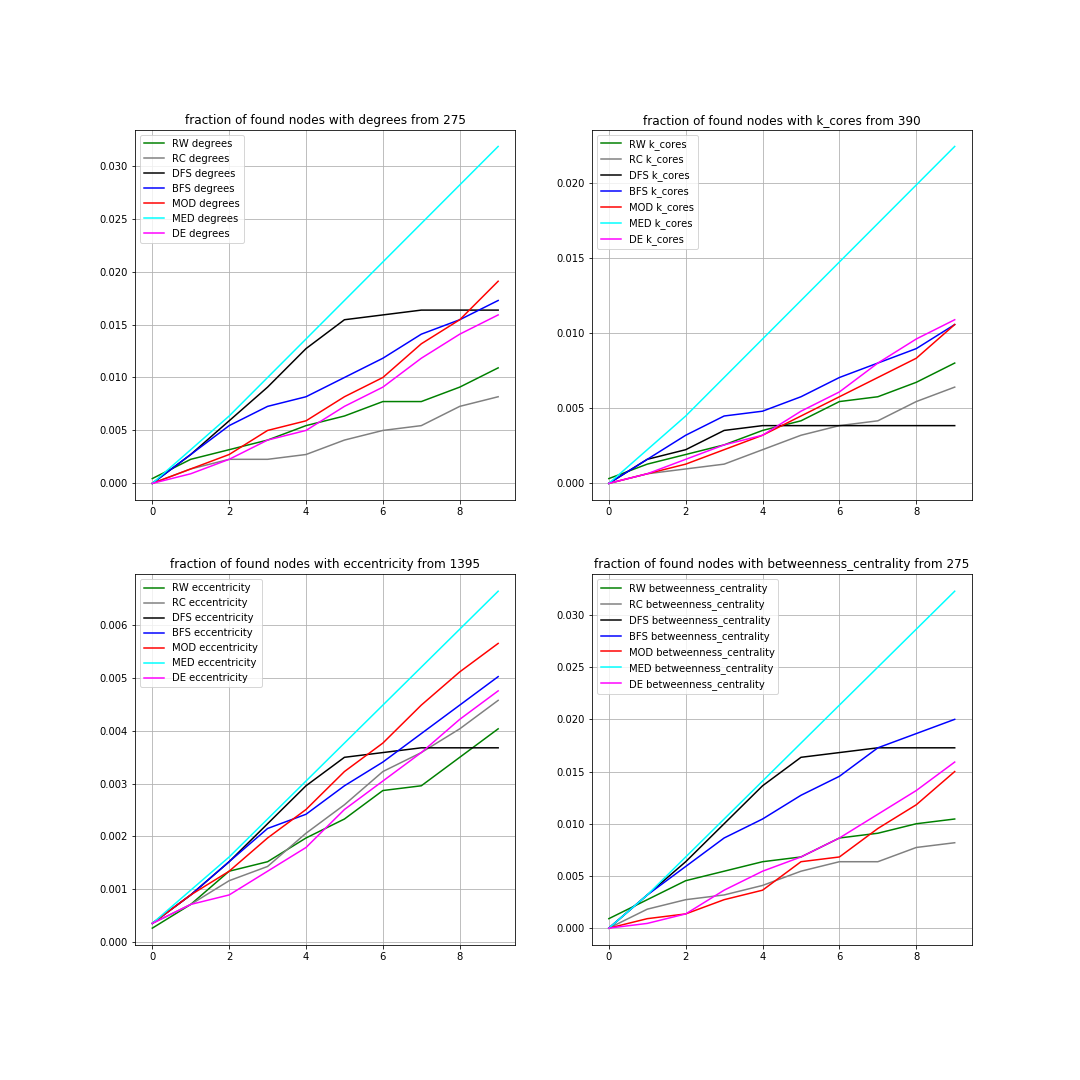 fraction of found nodes with degrees from 275
RW degrees
RC degrees
DFS degrees
BFS degrees
MOD degrees
MED degrees
DE degrees
0.030
0.025
0.020
0.015
0.010
0.005
0.000
0 2 4 6 8
fraction of found nodes with k_cores from 390
RW k_cores
RC k_cores
DFS k_cores
BFS k_cores
MOD k_cores
MED k_cores
DE k_cores
0.020
0.015
0.010
0.005
0.000
0 2 4 6 8
fraction of found nodes with eccentricity from 1395
RW eccentricity
RC eccentricity
DFS eccentricity
BFS eccentricity
MOD eccentricity
MED eccentricity
DE eccentricity
0.006
0.005
0.004
0.003
0.002
0.001
0.000
0 2 4 6 8
fraction of found nodes with betweenness_centrality from 275
RW betweenness_centrality
RC betweenness_centrality
DFS betweenness_centrality
BFS betweenness_centrality
MOD betweenness_centrality
MED betweenness_centrality
DE betweenness_centrality
0.030
0.025
0.020
0.015
0.010
0.005
0.000
0 2 4 6 8